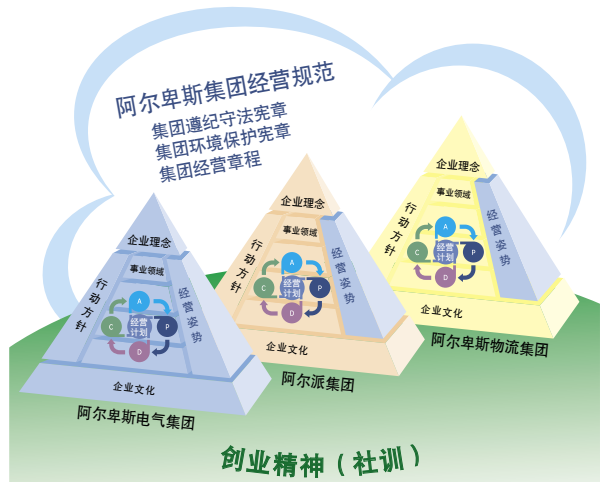 阿尔卑斯集团经营规范
集团遵纪守法宪章
集团环境保护宪章
集团经营章程
企业理念
事业领域
行动方针
经营姿势
A
P
D
C
经营
计划
企业文化
阿尔卑斯电气集团
企业理念
事业领域
行动方针
经营姿势
A
P
D
C
经营
计划
企业文化
阿尔派集团
企业理念
事业领域
行动方针
经营姿势
A
P
D
C
经营
计划
企业文化
阿尔卑斯物流集团
创业精神（社训）